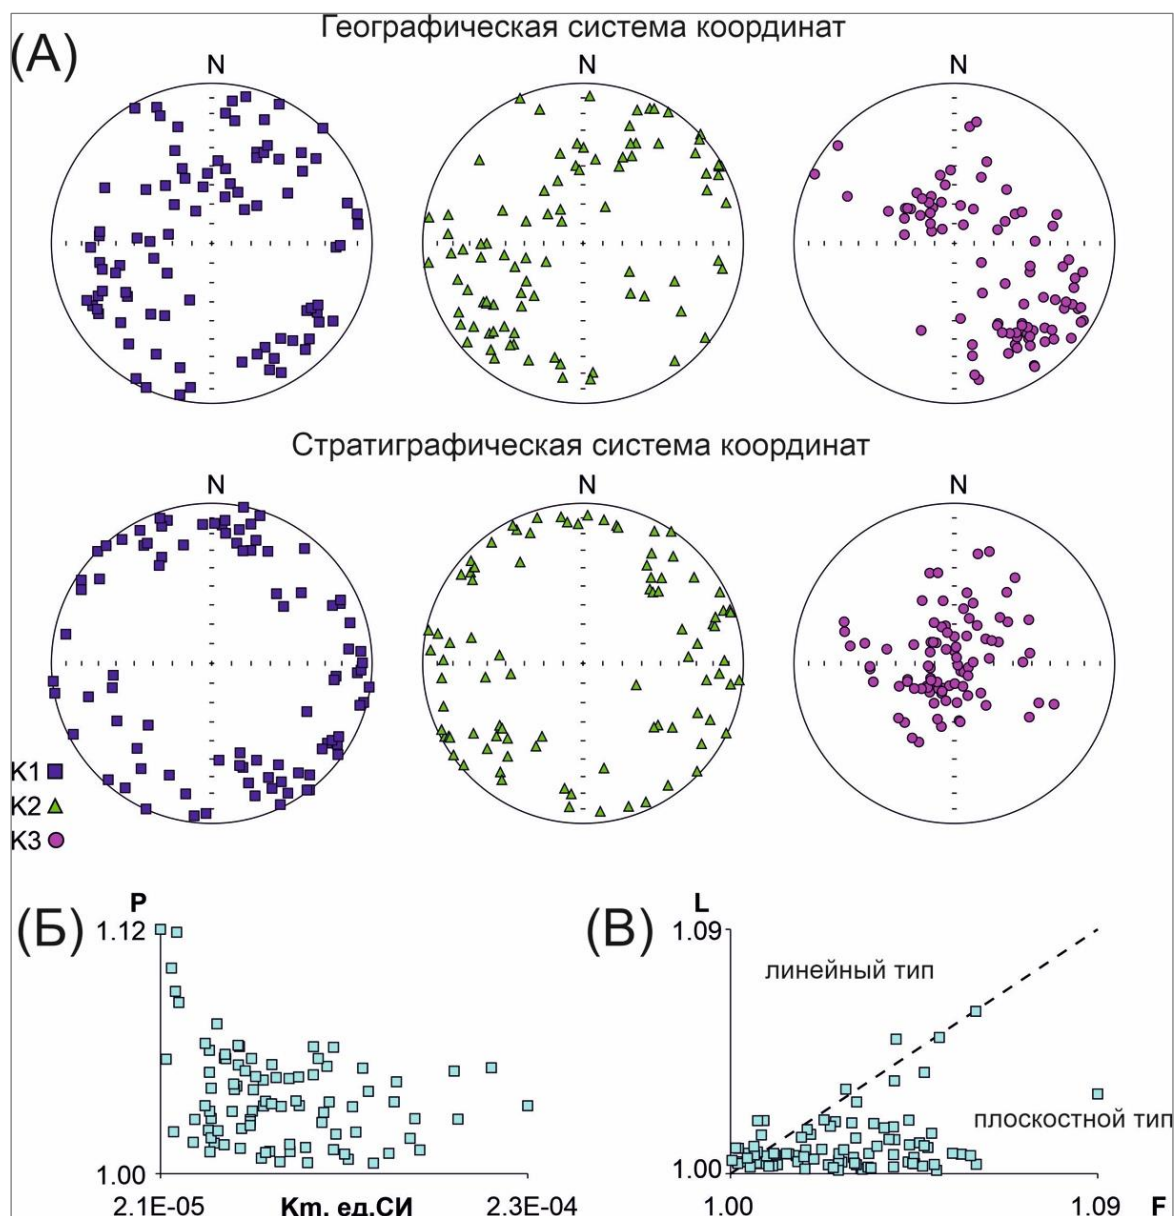 Географическая система координат
(А)
N N N
Стратиграфическая система координат
N N N
K1
K2
K3
(Б)
P
1.12
1.00
2.1E-05 Km, ед.СИ 2.3E-04
(В)
L
1.09
линейный тип
плоскостной тип
1.00
1.00 1.09 F